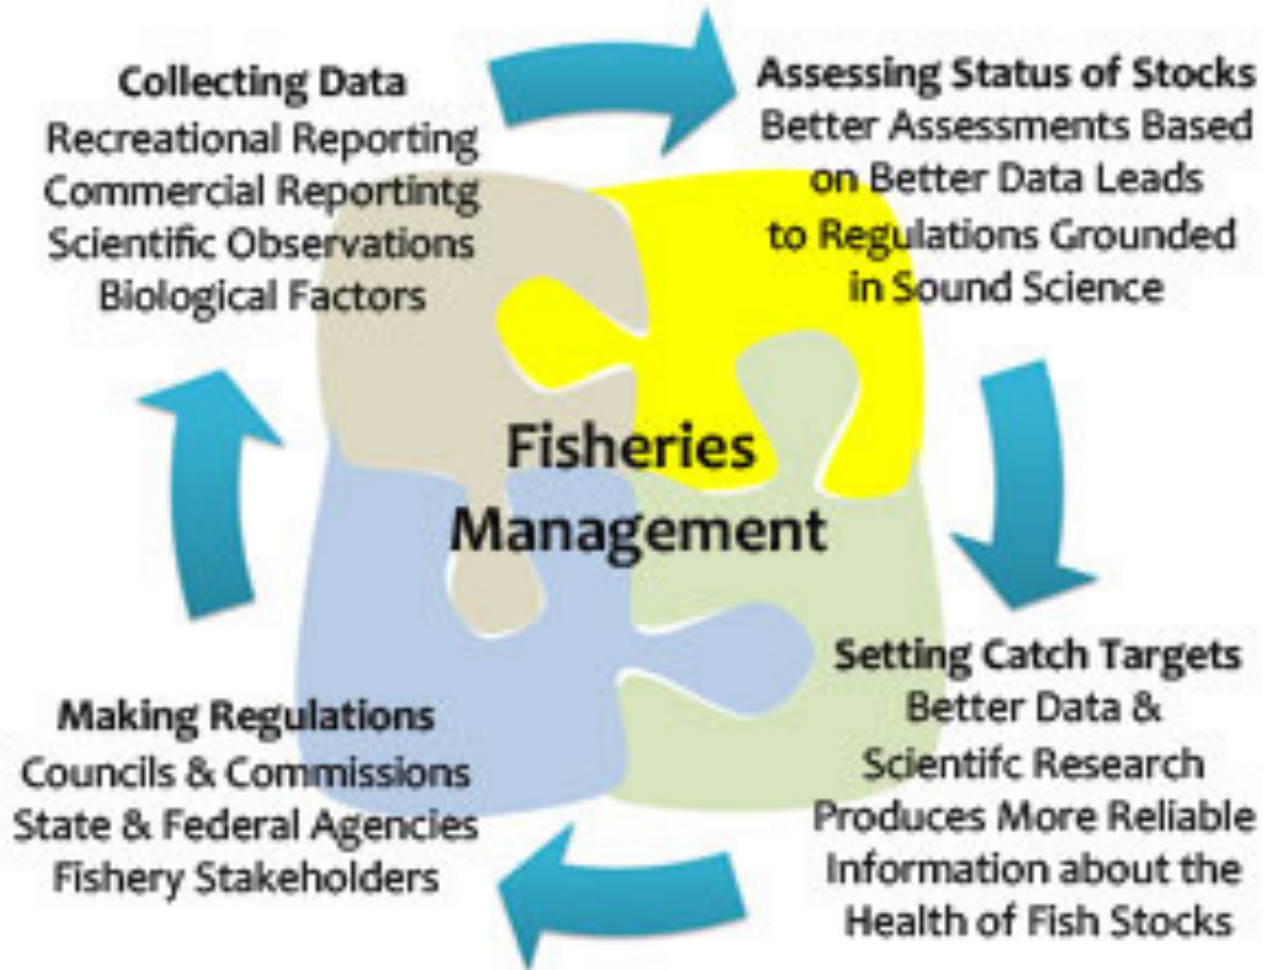 Collecting Data
Recreational Reporting
Commercial Reportintg
Scientific Observations
Biological Factors
Assessing Status of Stocks
Better Assessments Based
on Better Data Leads
to Regulations Grounded
in Sound Science
Fisheries
Management
Setting Catch Targets
Better Data &
Scientifc Research
Produces More Reliable
Information about the
Health of Fish Stocks
Making Regulations
Councils & Commissions
State & Federal Agencies
Fishery Stakeholders